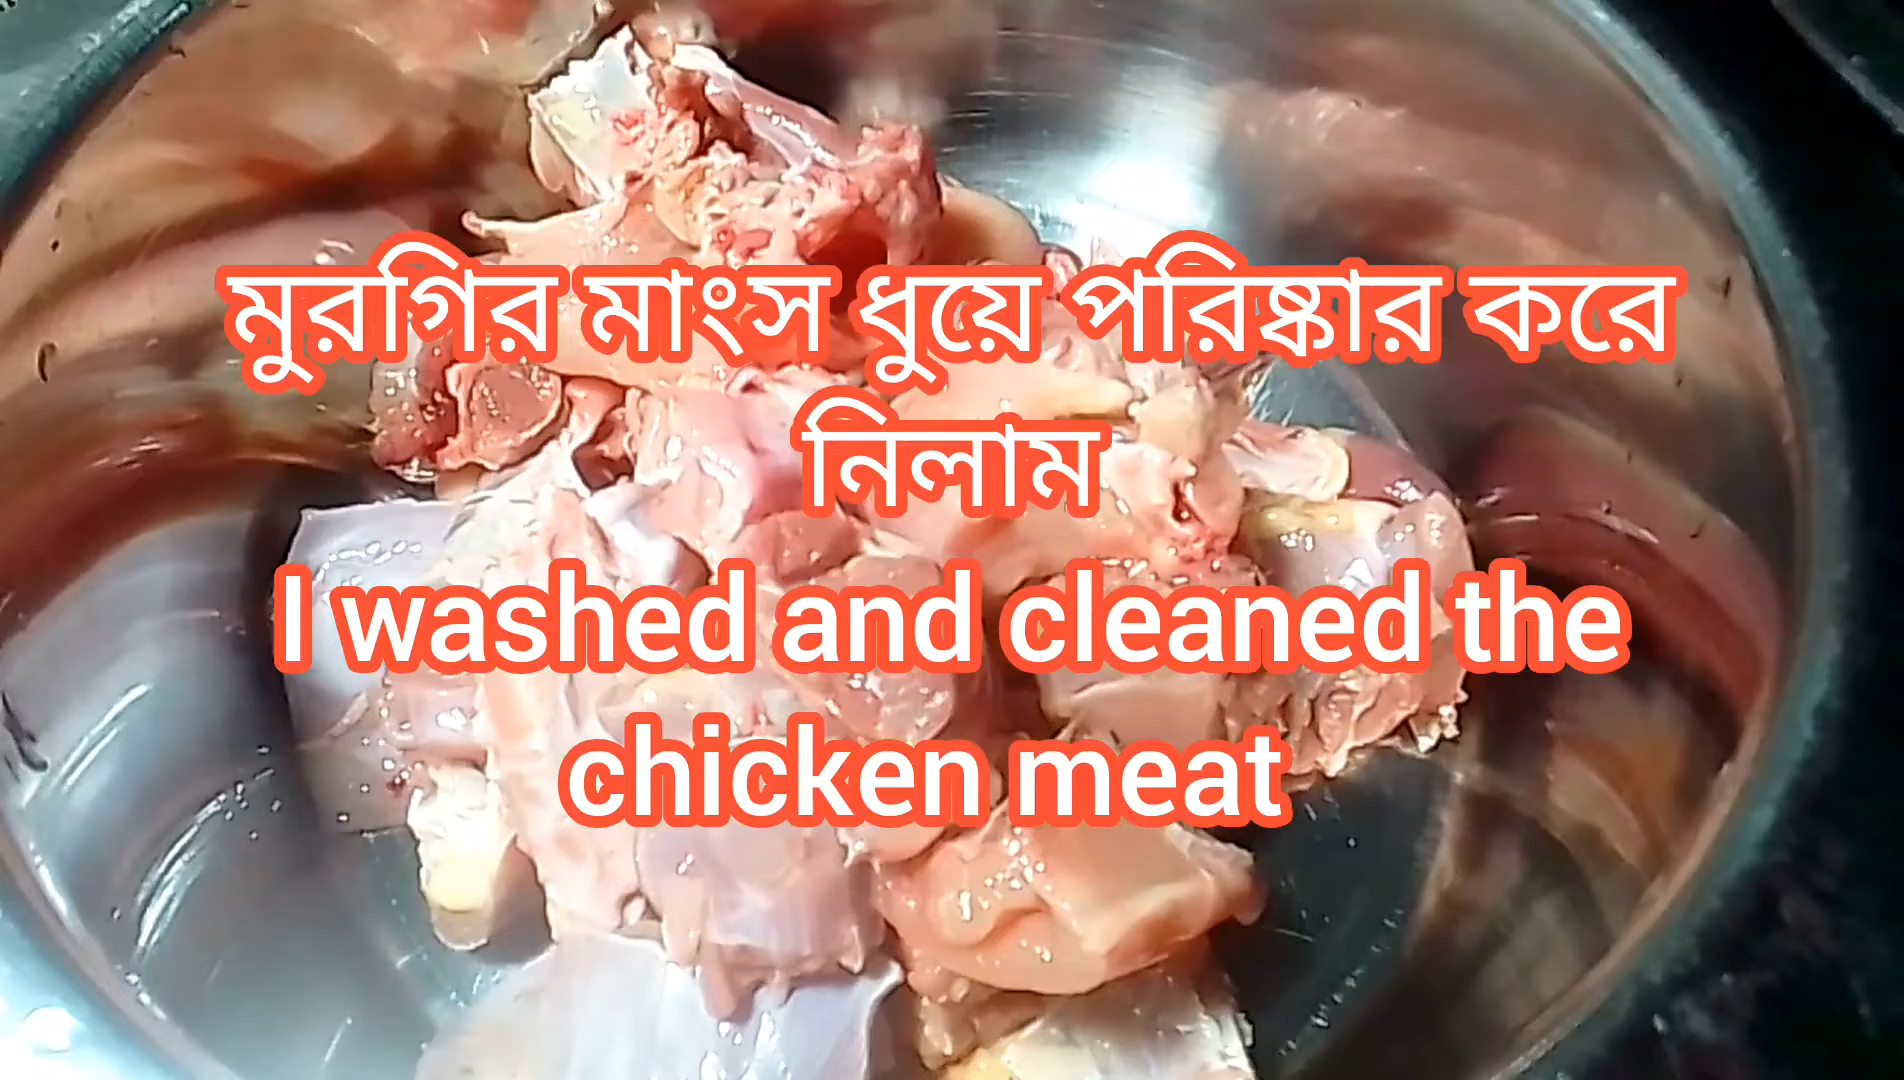 মুরগির মাংস ধুয়ে পরিষ্কার করে
নিলাম
I washed and cleaned the
chicken meat